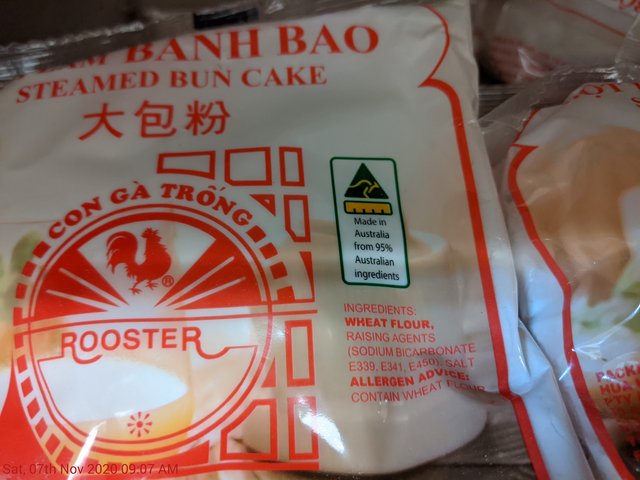 BÁNH BAO
STEAMED BUN CAKE
大包粉
CON GÀ TRỐNG
®
ROOSTER
Made in
Australia
from 95%
Australian
ingredients
INGREDIENTS:
WHEAT FLOUR,
RAISING AGENTS
(SODIUM BICARBONATE
E339, E341, E450), SALT
ALLERGEN ADVICE:
CONTAIN WHEAT FLOUR
Sat, 07th Nov 2020 09:07 AM